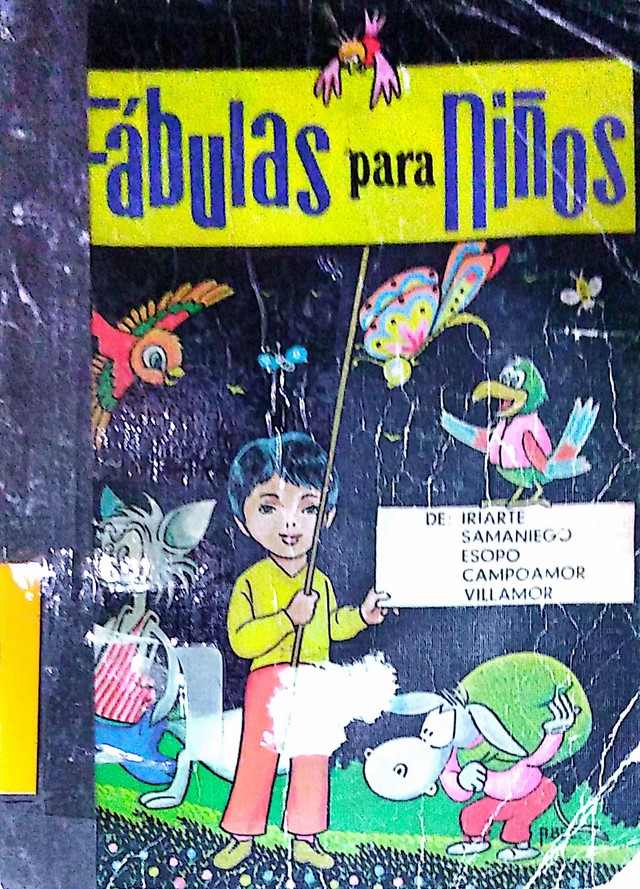 Fábulas para Niños
DE: IRIARTE
SAMANIEGO
ESOPO
CAMPOAMOR
VILLAMOR